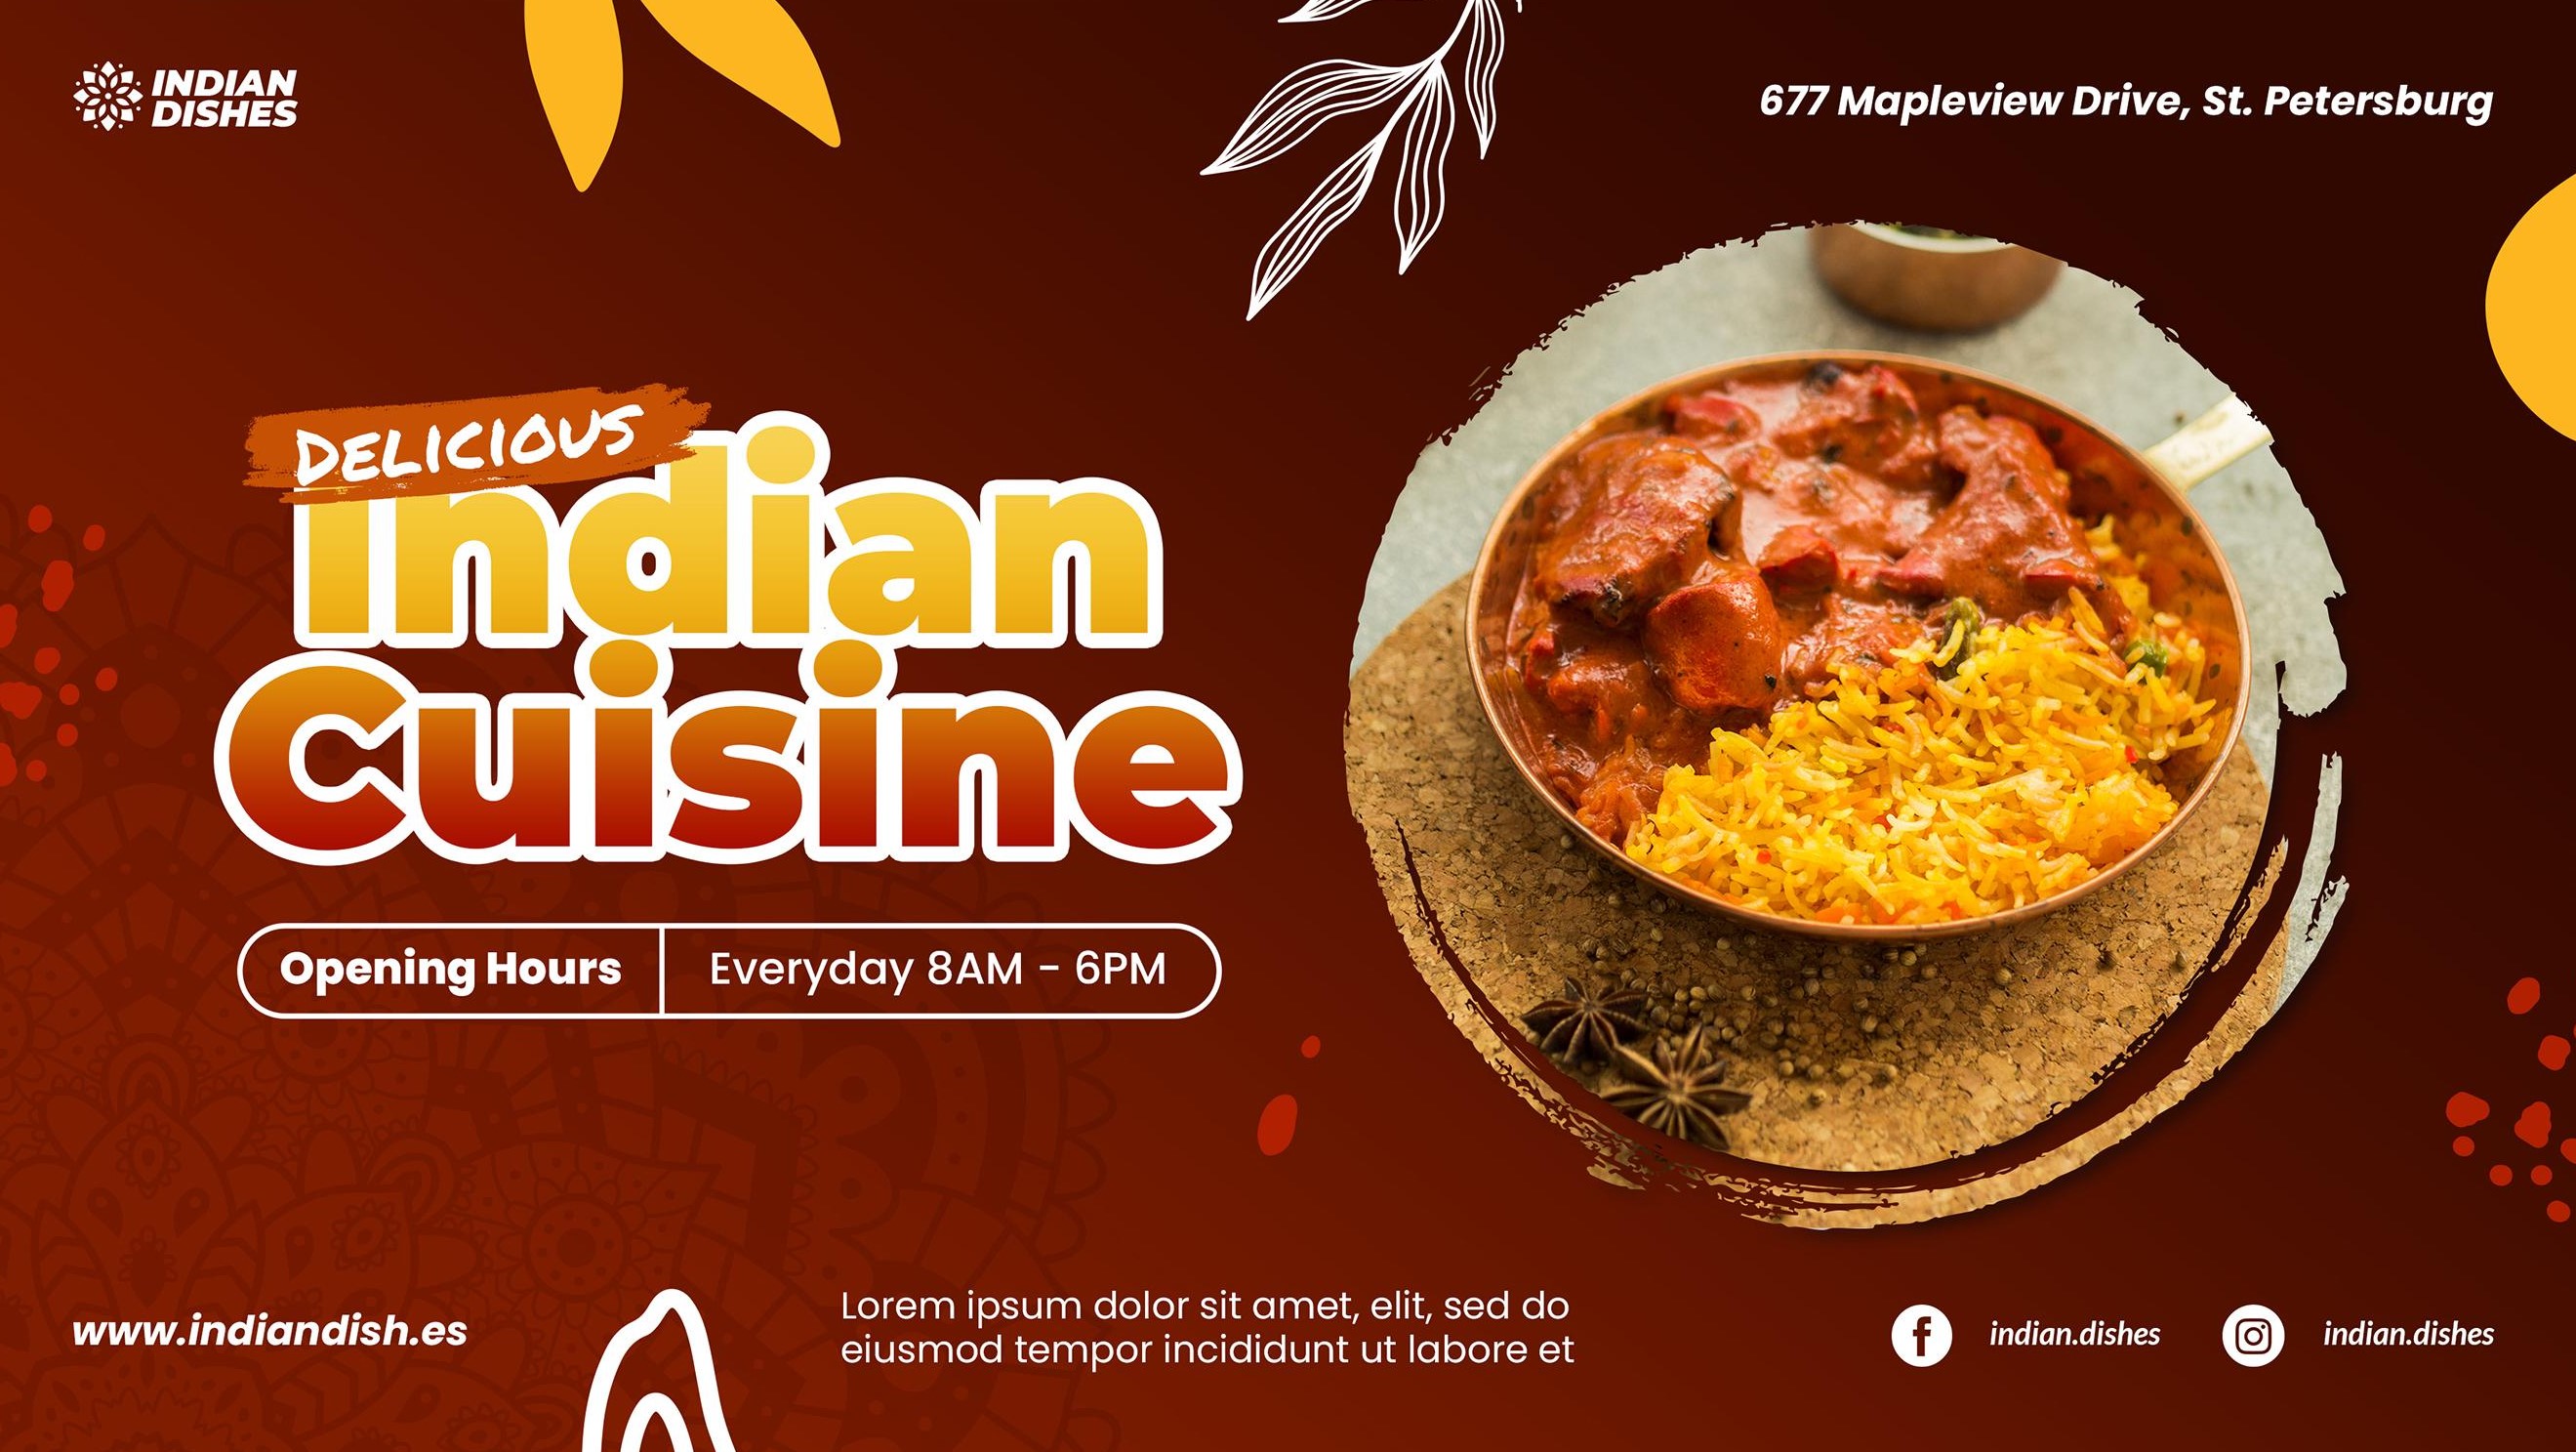 INDIAN
DISHES
677 Mapleview Drive, St. Petersburg
DELICIOUS
Indian
Cuisine
Opening Hours
Everyday 8AM - 6PM
www.indiandish.es
Lorem ipsum dolor sit amet, elit, sed do
eiusmod tempor incididunt ut labore et
indian.dishes
indian.dishes